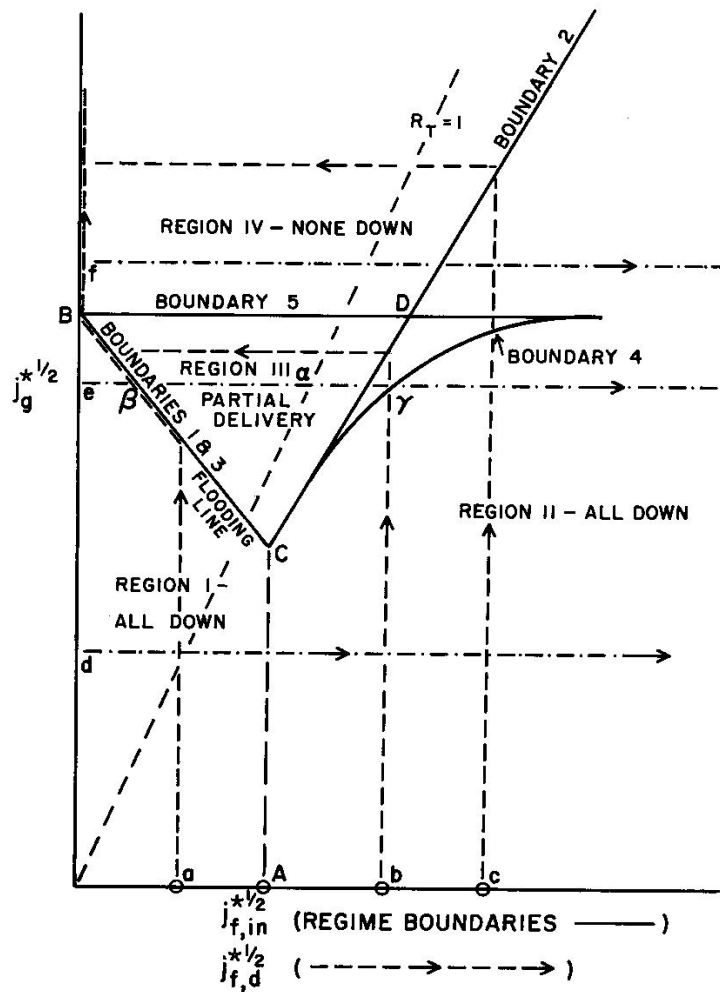 R_T = 1
BOUNDARY 2
REGION IV – NONE DOWN
f
B
BOUNDARY 5
D
BOUNDARY 4
j_g^{*1/2}
e
β
BOUNDARIES 1 & 3
REGION III
α
PARTIAL
DELIVERY
γ
FLOODING
LINE
C
REGION II – ALL DOWN
REGION I –
ALL DOWN
d
a
A
b
c
j_{f,in}^{*1/2} (REGIME BOUNDARIES ——)
j_{f,d}^{*1/2} ( )